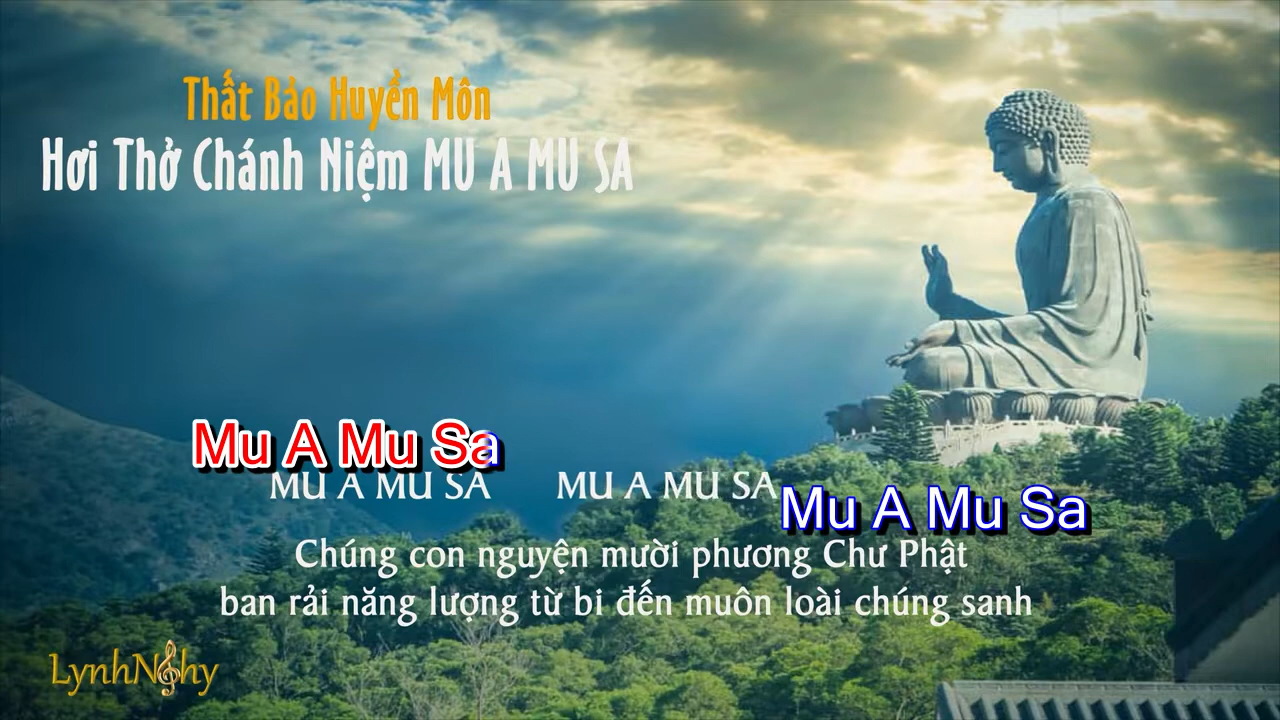 Thất Bảo Huyền Môn
Hơi Thở Chánh Niệm MU A MU SA
Mu A Mu Sa
MU A MU SA MU A MU SA
Mu A Mu Sa
Chúng con nguyện mười phương Chư Phật
ban rải năng lượng từ bi đến muôn loài chúng sanh
LynhNghy